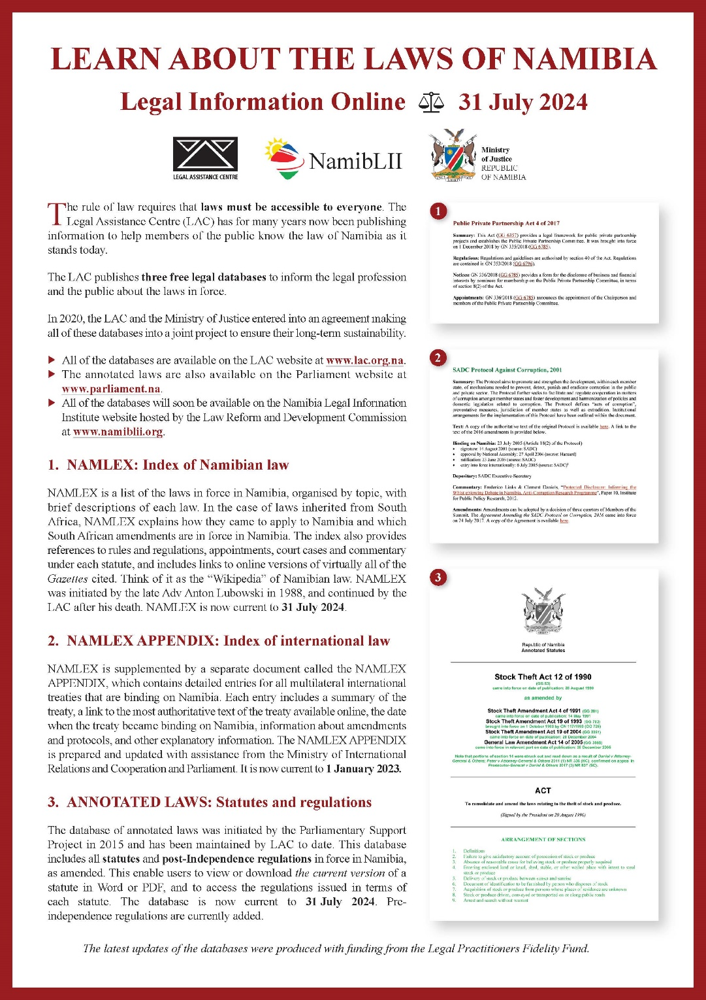 LEARN ABOUT THE LAWS OF NAMIBIA
Legal Information Online 31 July 2024
LEGAL ASSISTANCE CENTRE
NamibLII
Ministry
of Justice
REPUBLIC
OF NAMIBIA
The rule of law requires that laws must be accessible to everyone. The
Legal Assistance Centre (LAC) has for many years now been publishing
information to help members of the public know the law of Namibia as it
stands today.
The LAC publishes three free legal databases to inform the legal profession
and the public about the laws in force.
In 2020, the LAC and the Ministry of Justice entered into an agreement making
all of these databases into a joint project to ensure their long-term sustainability.
All of the databases are available on the LAC website at www.lac.org.na.
The annotated laws are also available on the Parliament website at
www.parliament.na.
All of the databases will soon be available on the Namibia Legal Information
Institute website hosted by the Law Reform and Development Commission
at www.namiblii.org.
1. NAMLEX: Index of Namibian law
NAMLEX is a list of the laws in force in Namibia, organised by topic, with
brief descriptions of each law. In the case of laws inherited from South
Africa, NAMLEX explains how they came to apply to Namibia and which
South African amendments are in force in Namibia. The index also provides
references to rules and regulations, appointments, court cases and commentary
under each statute, and includes links to online versions of virtually all of the
Gazettes cited. Think of it as the “Wikipedia” of Namibian law. NAMLEX
was initiated by the late Adv Anton Lubowski in 1988, and continued by the
LAC after his death. NAMLEX is now current to 31 July 2024.
2. NAMLEX APPENDIX: Index of international law
NAMLEX is supplemented by a separate document called the NAMLEX
APPENDIX, which contains detailed entries for all multilateral international
treaties that are binding on Namibia. Each entry includes a summary of the
treaty, a link to the most authoritative text of the treaty available online, the date
when the treaty became binding on Namibia, information about amendments
and protocols, and other explanatory information. The NAMLEX APPENDIX
is prepared and updated with assistance from the Ministry of International
Relations and Cooperation and Parliament. It is now current to 1 January 2023.
3. ANNOTATED LAWS: Statutes and regulations
The database of annotated laws was initiated by the Parliamentary Support
Project in 2015 and has been maintained by LAC to date. This database
includes all statutes and post-Independence regulations in force in Namibia,
as amended. This enable users to view or download the current version of a
statute in Word or PDF, and to access the regulations issued in terms of
each statute. The database is now current to 31 July 2024. Pre-
independence regulations are currently added.
1
Public Private Partnership Act 4 of 2017
Summary: This Act (GG 6357) provides a legal framework for public private partnership
projects and establishes the Public Private Partnership Committee. It was brought into force
on 1 December 2018 by GN 335/2018 (GG 6785).
Regulations: Regulations and guidelines are authorised by section 40 of the Act. Regulations
are contained in GN 353/2018 (GG 6796).
Notices: GN 336/2018 (GG 6785) provides a form for the disclosure of business and financial
interests by nominees for membership on the Public Private Partnership Committee, in terms
of section 8(2) of the Act.
Appointments: GN 336/2018 (GG 6785) announces the appointment of the Chairperson and
members of the Public Private Partnership Committee.
2
SADC Protocol Against Corruption, 2001
Summary: The Protocol aims to promote and strengthen the development, within each member
state, of mechanisms needed to prevent, detect, punish and eradicate corruption in the public
and private sector. The Protocol further seeks to facilitate and regulate cooperation in matters
of corruption amongst member states and foster development and harmonization of policies and
domestic legislation related to corruption. The Protocol defines “acts of corruption”,
preventative measures, jurisdiction of member states as well as extradition. Institutional
arrangements for the implementation of this Protocol have been outlined within the document.
Text: A copy of the authoritative text of the original Protocol is available here. A link to the
text of the 2016 amendments is provided below.
Binding on Namibia: 23 July 2005 (Article 18(2) of the Protocol)
• signature: 14 August 2001 (source: SADC)
• approval by National Assembly: 27 April 2004 (source: Hansard)
• ratification: 23 June 2005 (source: SADC)
• entry into force internationally: 6 July 2005 (source: SADC)¹
Depositary: SADC Executive-Secretary
Commentary: Frederico Links & Clement Daniels, “Protected Disclosure: Informing the
Whistleblowing Debate in Namibia, Anti-Corruption Research Programme”, Paper 10, Institute
for Public Policy Research, 2012.
Amendments: Amendments can be adopted by a decision of three quarters of Members of the
Summit. The Agreement Amending the SADC Protocol on Corruption, 2016 came into force
on 24 July 2017. A copy of the Agreement is available here
3
Republic of Namibia
Annotated Statutes
Stock Theft Act 12 of 1990
(GG 63)
came into force on date of publication: 28 August 1990
as amended by
Stock Theft Amendment Act 4 of 1991 (GG 201)
came into force on date of publication: 14 May 1991
Stock Theft Amendment Act 19 of 1993 (GG 703)
brought into force on 1 October 1993 by GN 117/1993 (GG 725)
Stock Theft Amendment Act 19 of 2004 (GG 3351)
came into force on date of publication: 20 December 2004
General Law Amendment Act 14 of 2005 (GG 3565)
came into force in relevant part on date of publication: 28 December 2005
Note that portions of section 14 were struck out and read down as a result of Daniel v Attorney-
General & Others; Peter v Attorney-General & Others 2011 (1) NR 336 (HC), confirmed on appeal in
Prosecutor-General v Daniel & Others 2017 (3) NR 837 (SC).
ACT
To consolidate and amend the laws relating to the theft of stock and produce.
(Signed by the President on 20 August 1990)
ARRANGEMENT OF SECTIONS
1. Definitions
2. Failure to give satisfactory account of possession of stock or produce
3. Absence of reasonable cause for believing stock or produce properly acquired
4. Entering enclosed land or kraal, shed, stable, or other walled place with intent to steal
stock or produce
5. Delivery of stock or produce between sunset and sunrise
6. Document of identification to be furnished by person who disposes of stock
7. Acquisition of stock or produce from persons whose places of residence are unknown
8. Stock or produce driven, conveyed or transported on or along public roads
9. Arrest and search without warrant
The latest updates of the databases were produced with funding from the Legal Practitioners Fidelity Fund.